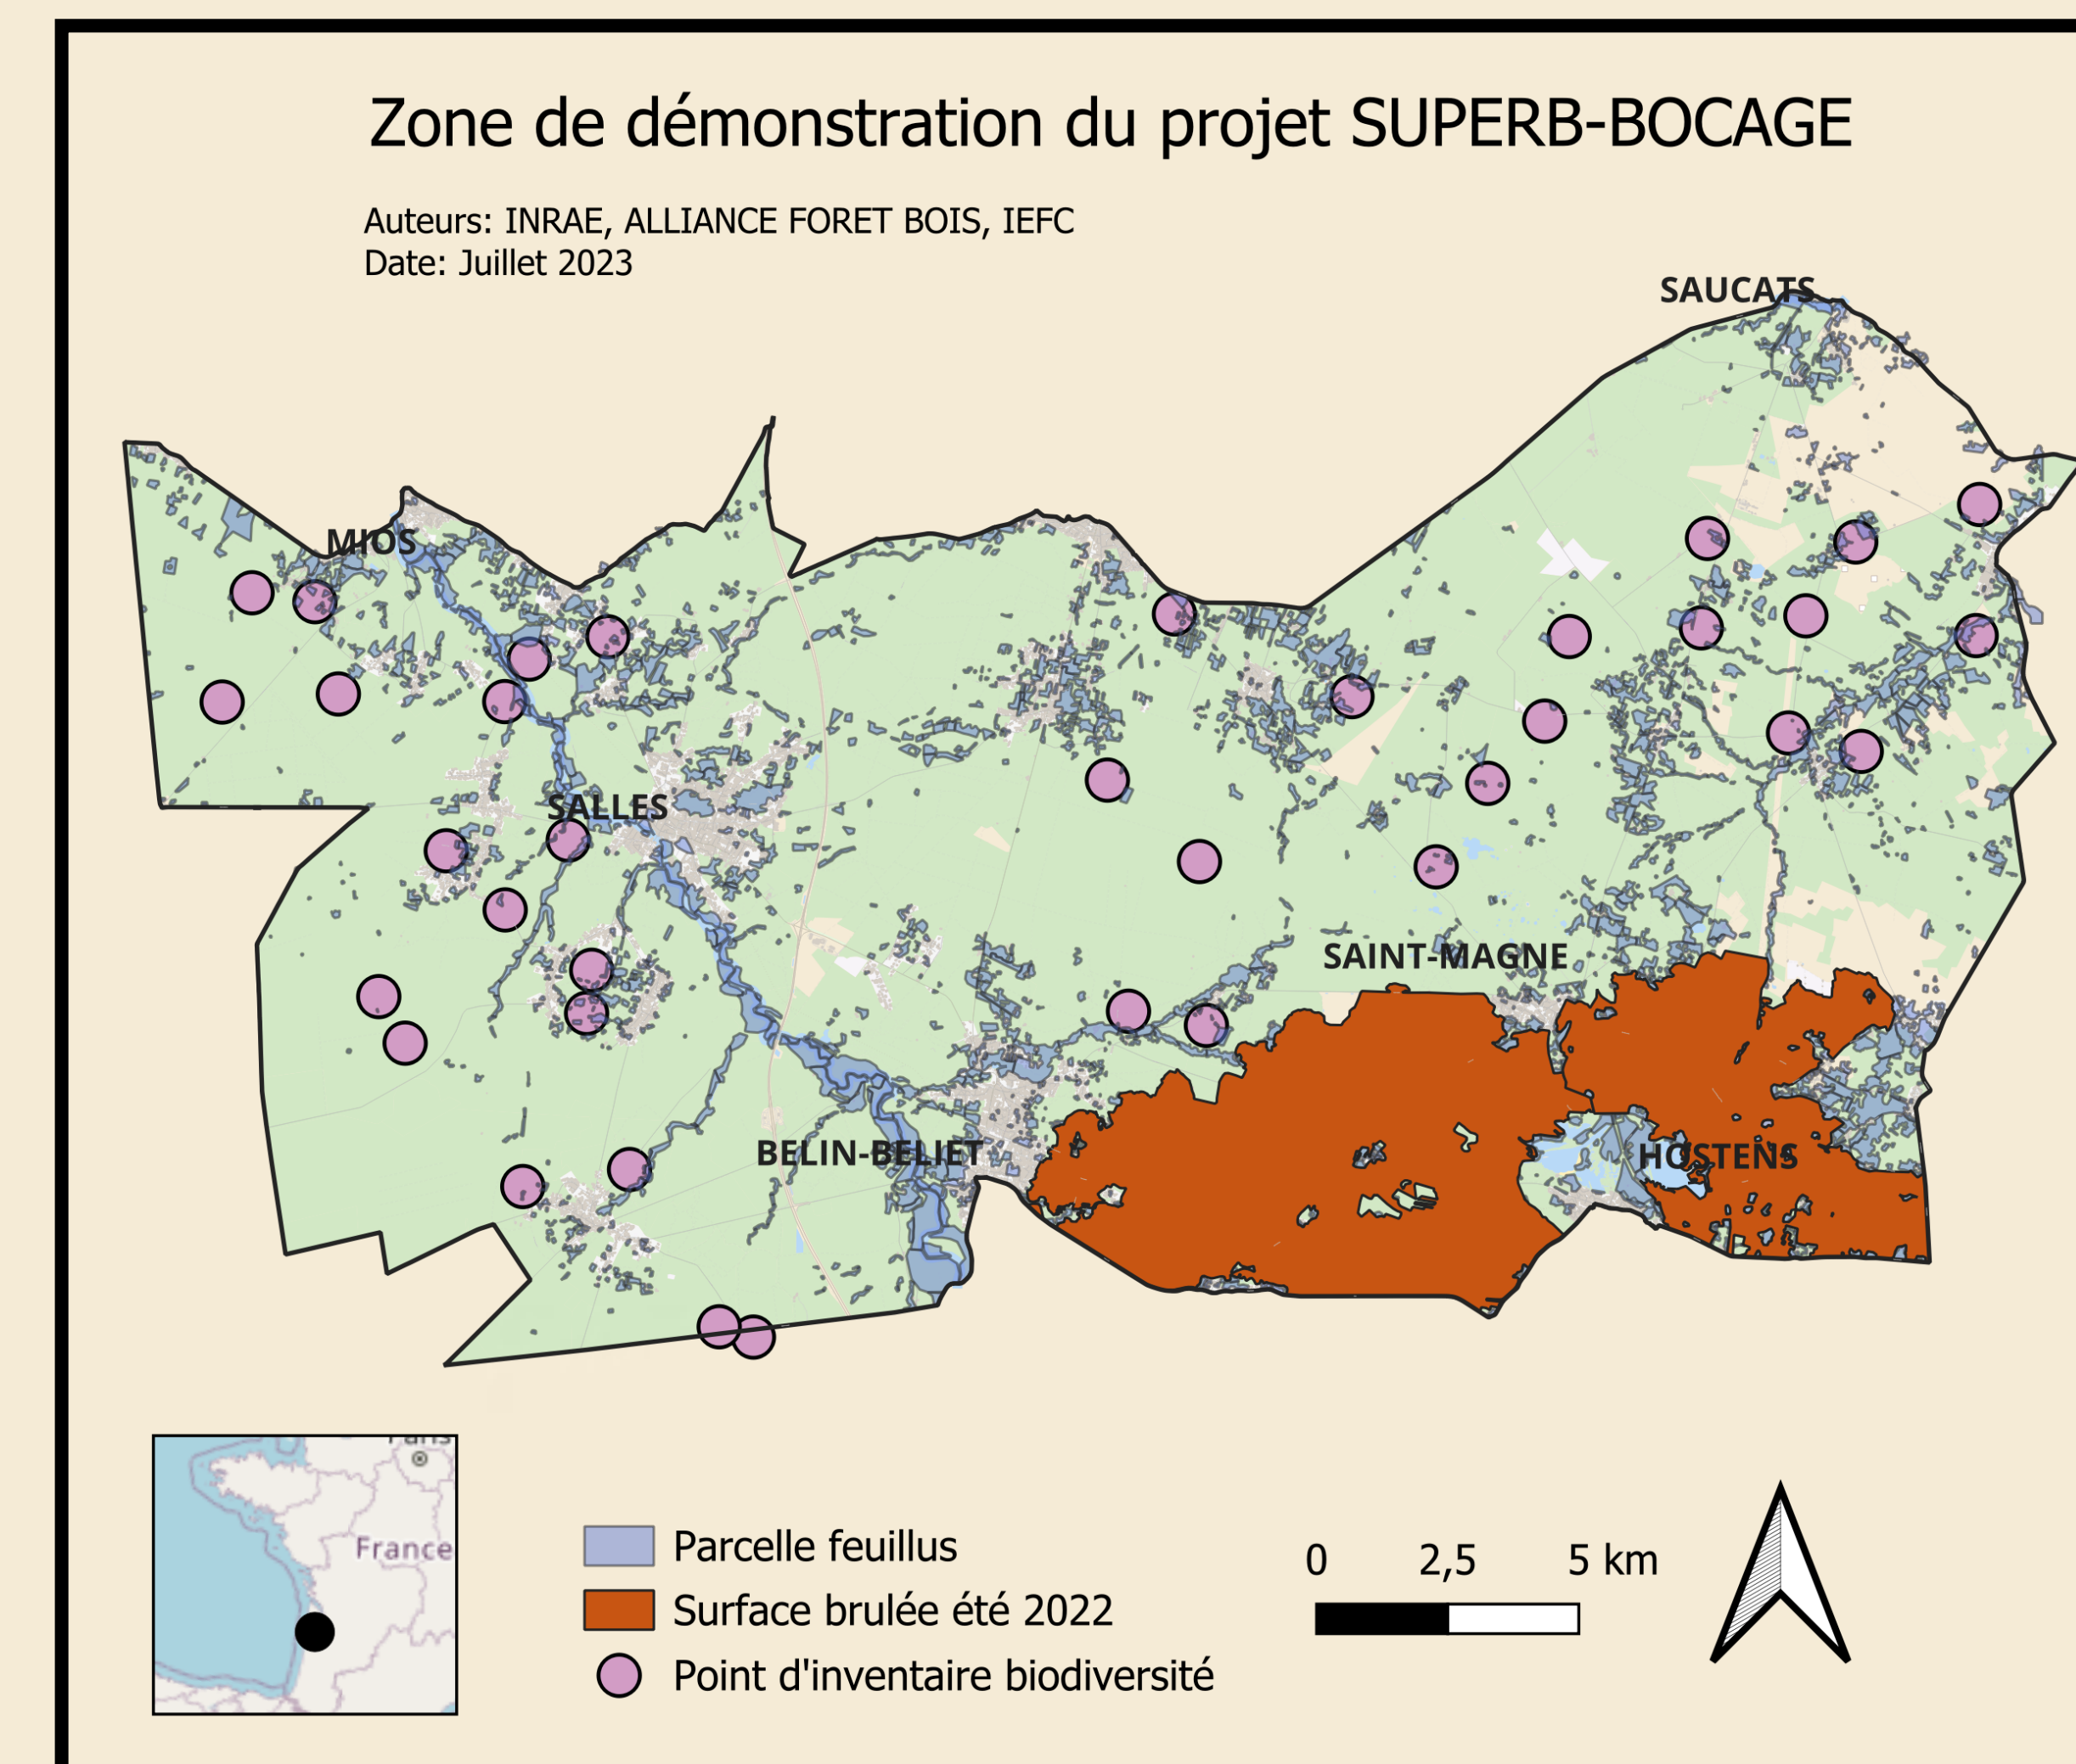 Zone de démonstration du projet SUPERB-BOCAGE
Auteurs: INRAE, ALLIANCE FORET BOIS, IEFC
Date: Juillet 2023
SAUCATS
MIOS
SALLES
SAINT-MAGNE
BELIN-BELIET
HOSTENS
Paris
France
Parcelle feuillus
Surface brulée été 2022
Point d'inventaire biodiversité
0 2,5 5 km